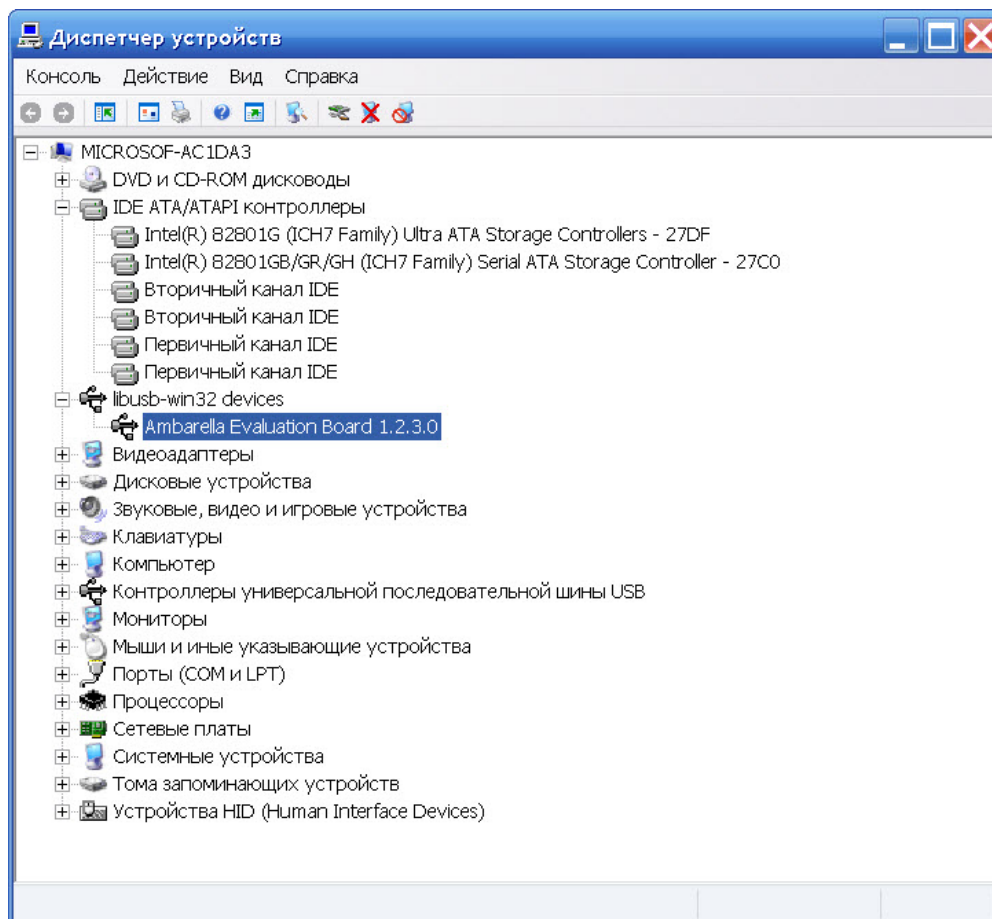 Диспетчер устройств
Консоль Действие Вид Справка
MICROSOF-AC1DA3
DVD и CD-ROM дисководы
IDE ATA/ATAPI контроллеры
Intel(R) 82801G (ICH7 Family) Ultra ATA Storage Controllers - 27DF
Intel(R) 82801GB/GR/GH (ICH7 Family) Serial ATA Storage Controller - 27C0
Вторичный канал IDE
Вторичный канал IDE
Первичный канал IDE
Первичный канал IDE
libusb-win32 devices
Ambarella Evaluation Board 1.2.3.0
Видеоадаптеры
Дисковые устройства
Звуковые, видео и игровые устройства
Клавиатуры
Компьютер
Контроллеры универсальной последовательной шины USB
Мониторы
Мыши и иные указывающие устройства
Порты (COM и LPT)
Процессоры
Сетевые платы
Системные устройства
Тома запоминающих устройств
Устройства HID (Human Interface Devices)